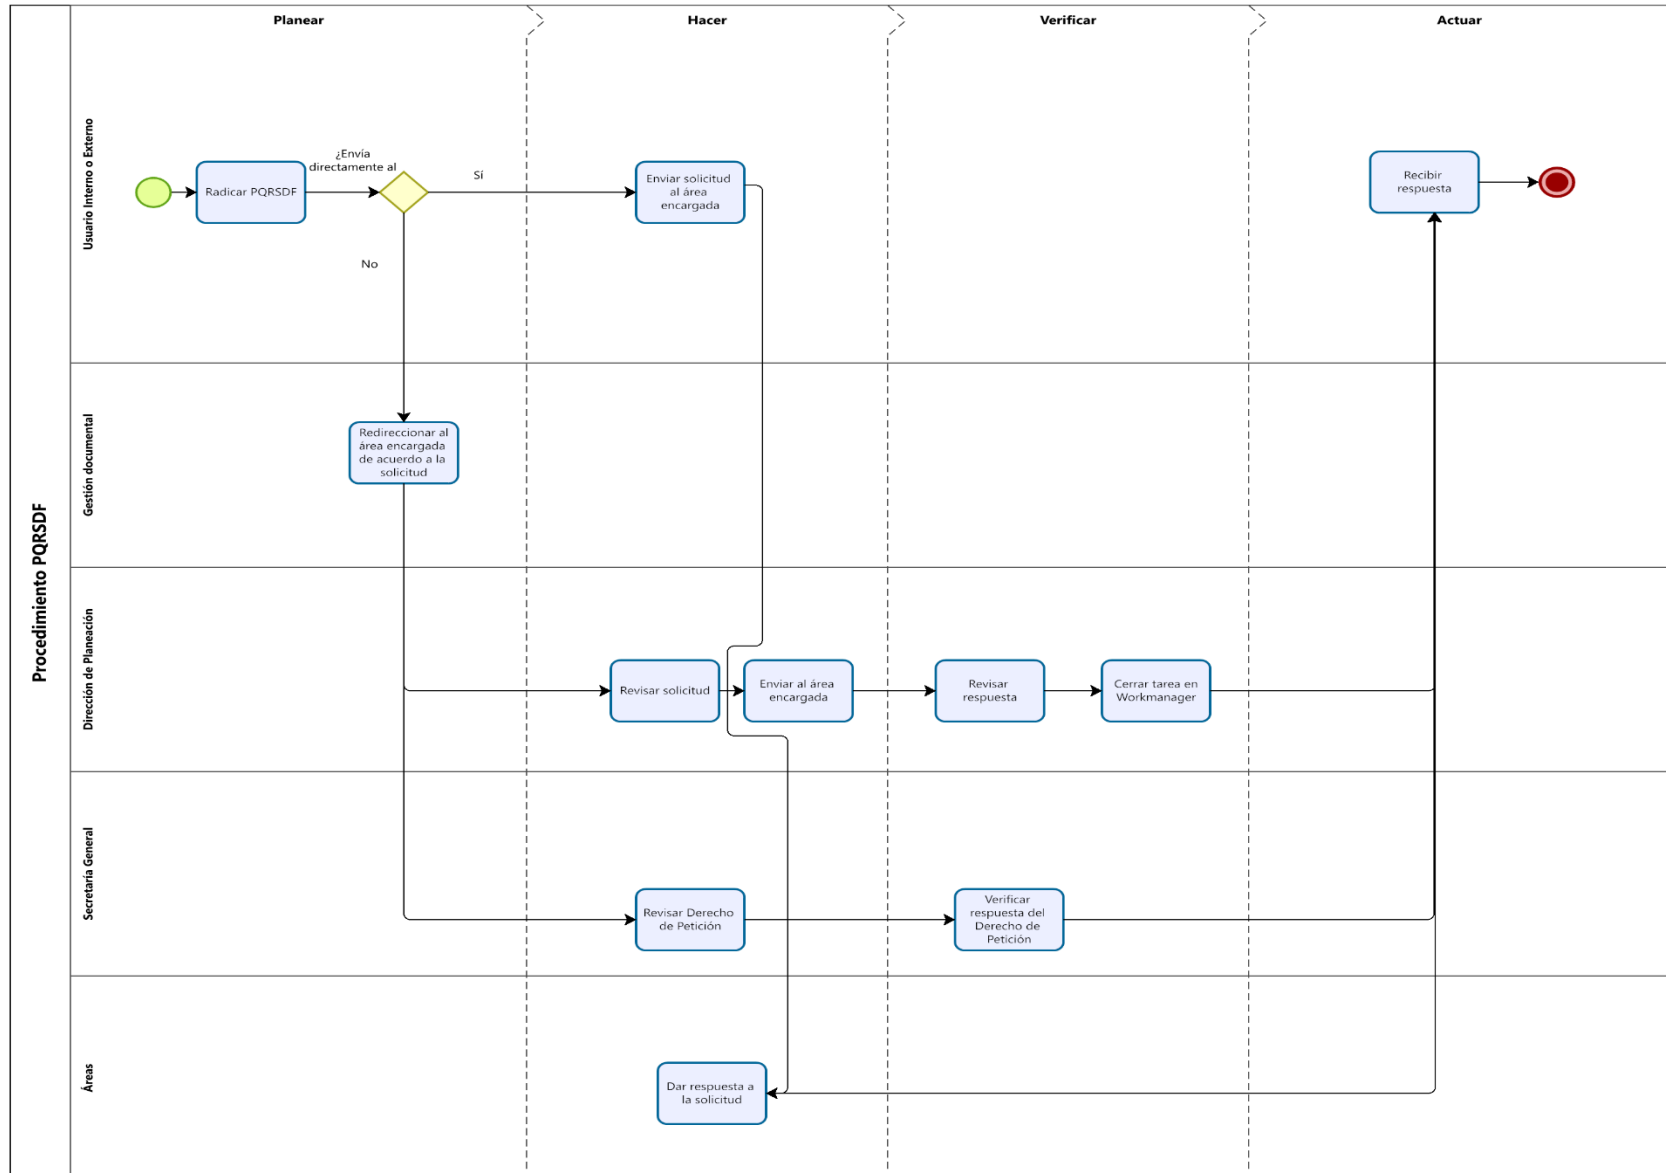 Planear
Hacer
Verificar
Actuar
Procedimiento PQRSDF
Usuario Interno o Externo
Radicar PQRSDF
¿Envía
directamente al
Sí
No
Enviar solicitud
al área
encargada
Recibir
respuesta
Gestión documental
Redireccionar al
área encargada
de acuerdo a la
solicitud
Dirección de Planeación
Revisar solicitud
Enviar al área
encargada
Revisar
respuesta
Cerrar tarea en
Workmanager
Secretaría General
Revisar Derecho
de Petición
Verificar
respuesta del
Derecho de
Petición
Áreas
Dar respuesta a
la solicitud